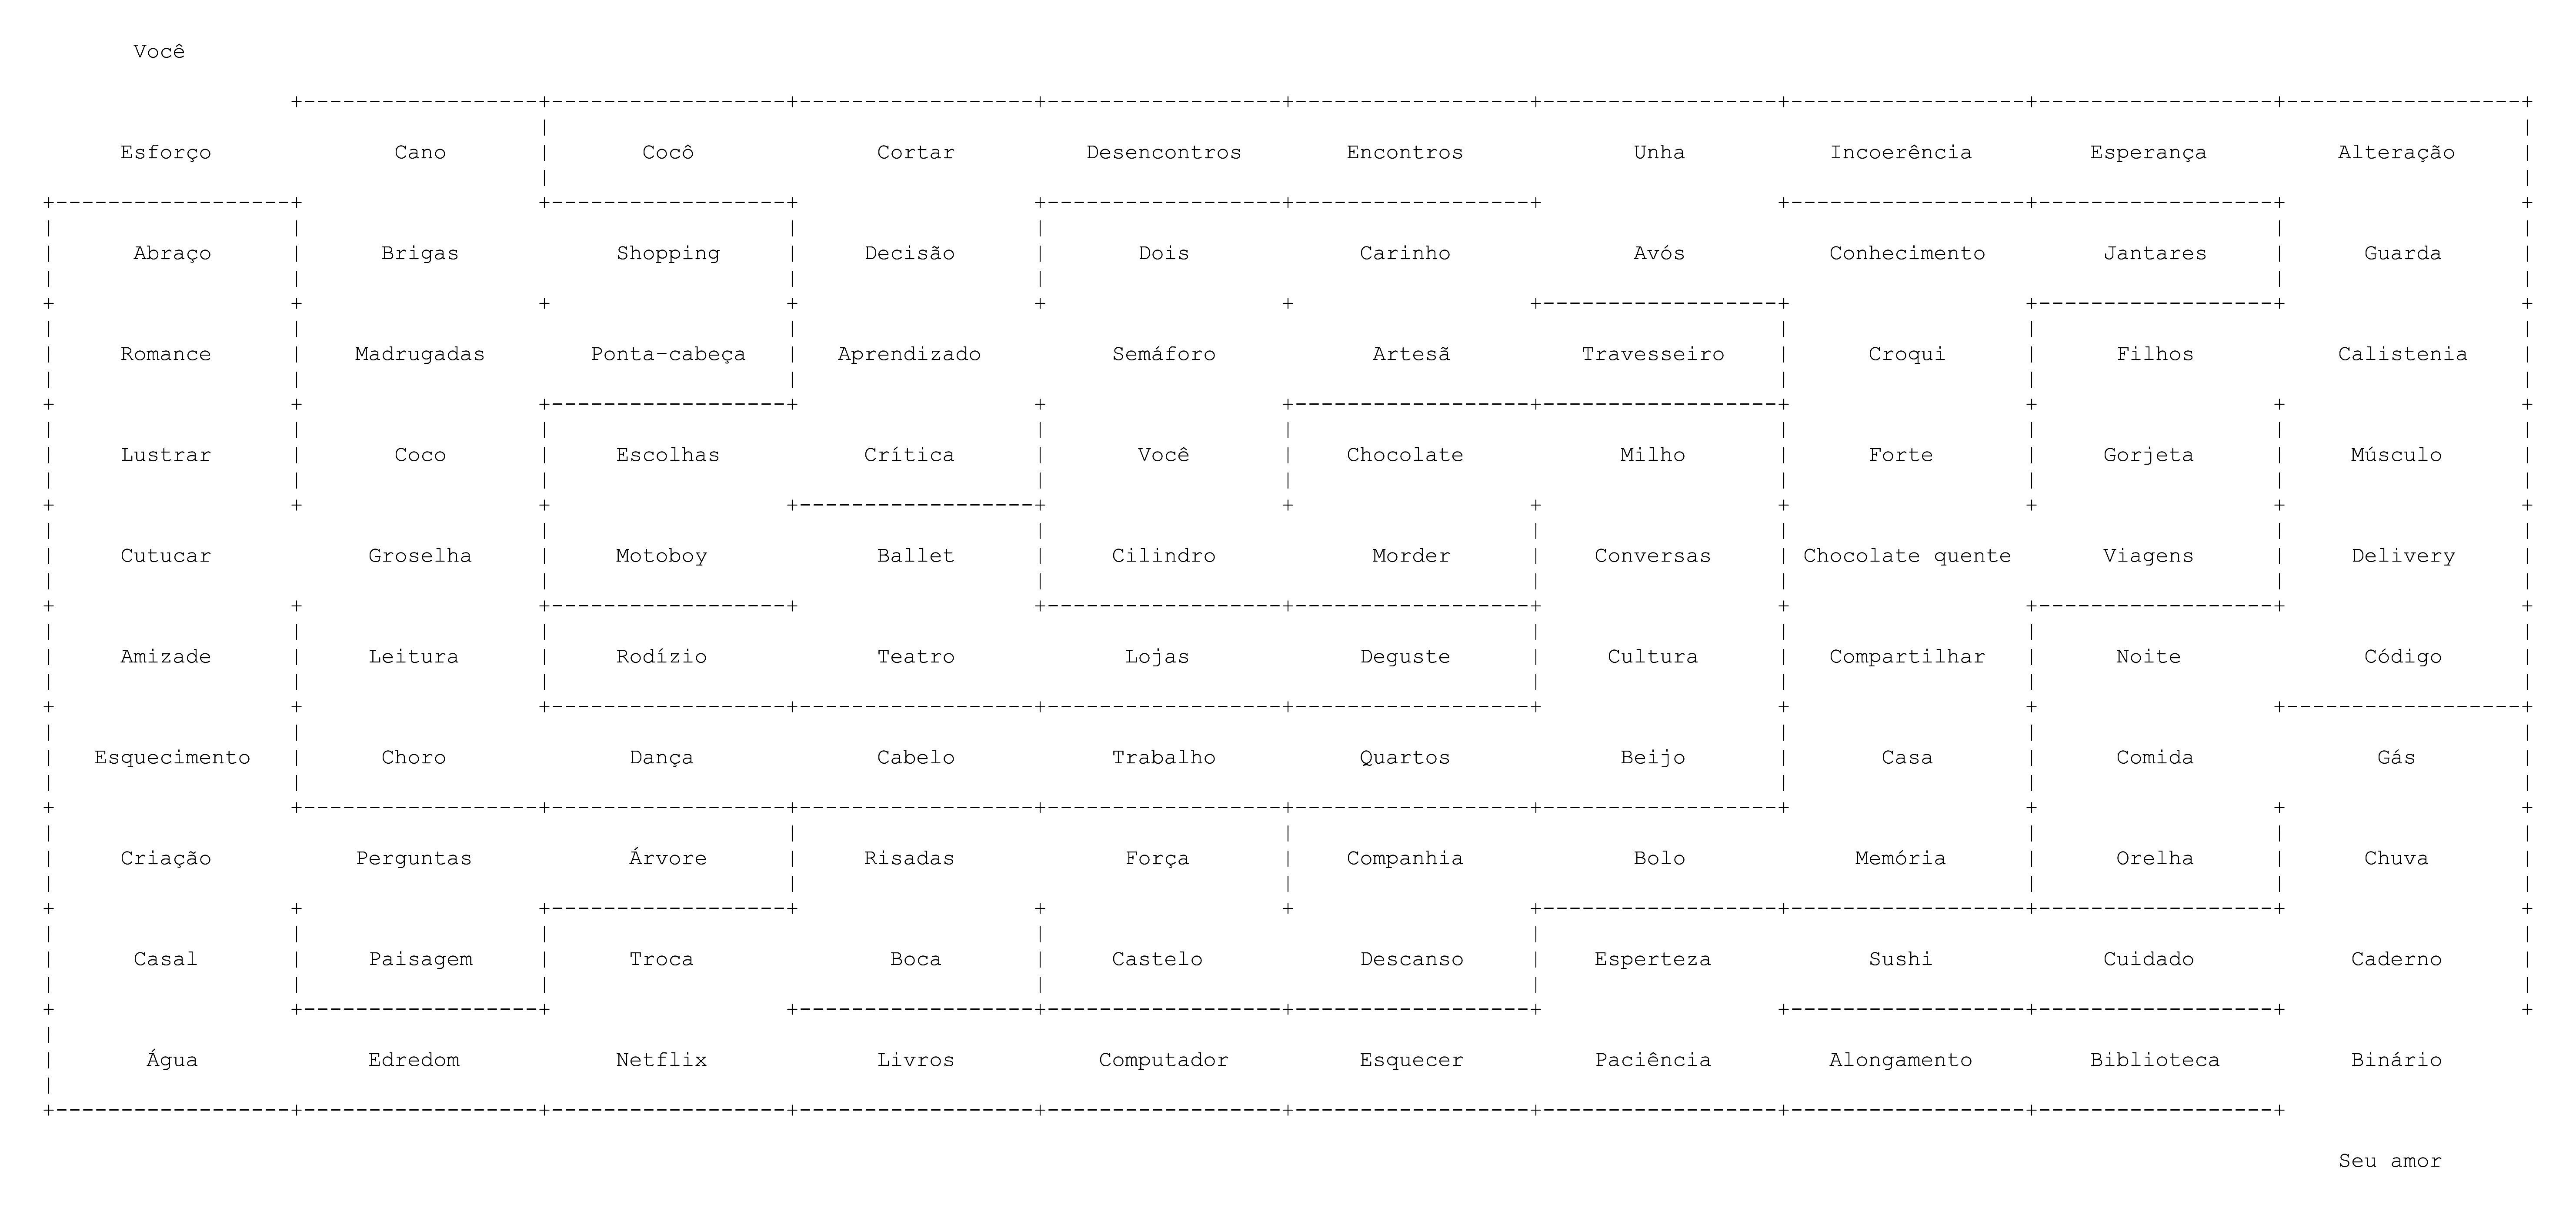 Você
Esforço Cano Cocô Cortar Desencontros Encontros Unha Incoerência Esperança Alteração
Abraço Brigas Shopping Decisão Dois Carinho Avós Conhecimento Jantares Guarda
Romance Madrugadas Ponta-cabeça Aprendizado Semáforo Artesã Travesseiro Croqui Filhos Calistenia
Lustrar Coco Escolhas Crítica Você Chocolate Milho Forte Gorjeta Músculo
Cutucar Groselha Motoboy Ballet Cilindro Morder Conversas Chocolate quente Viagens Delivery
Amizade Leitura Rodízio Teatro Lojas Deguste Cultura Compartilhar Noite Código
Esquecimento Choro Dança Cabelo Trabalho Quartos Beijo Casa Comida Gás
Criação Perguntas Árvore Risadas Força Companhia Bolo Memória Orelha Chuva
Casal Paisagem Troca Boca Castelo Descanso Esperteza Sushi Cuidado Caderno
Água Edredom Netflix Livros Computador Esquecer Paciência Alongamento Biblioteca Binário
Seu amor